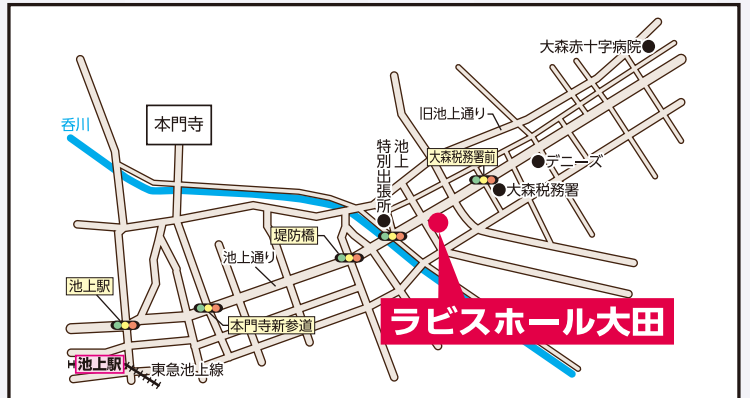 大森赤十字病院
旧池上通り
呑川
本門寺
池上
特別出張所
大森税務署前
デニーズ
大森税務署
堤防橋
池上通り
池上駅
本門寺新参道
ラビスホール大田
池上駅
東急池上線